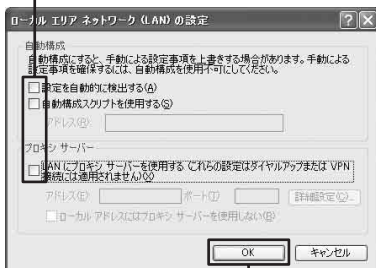 ローカル エリア ネットワーク (LAN) の設定
自動構成
自動構成にすると、手動による設定事項を上書きする場合があります。手動による
設定事項を確保するには、自動構成を使用不可にしてください。
設定を自動的に検出する(A)
自動構成スクリプトを使用する(S)
アドレス(R):
プロキシ サーバー
LAN にプロキシ サーバーを使用する (これらの設定はダイヤルアップまたは VPN
接続には適用されません)(X)
アドレス(E): ポート(T): 詳細設定(C)...
ローカル アドレスにはプロキシ サーバーを使用しない(B)
OK キャンセル